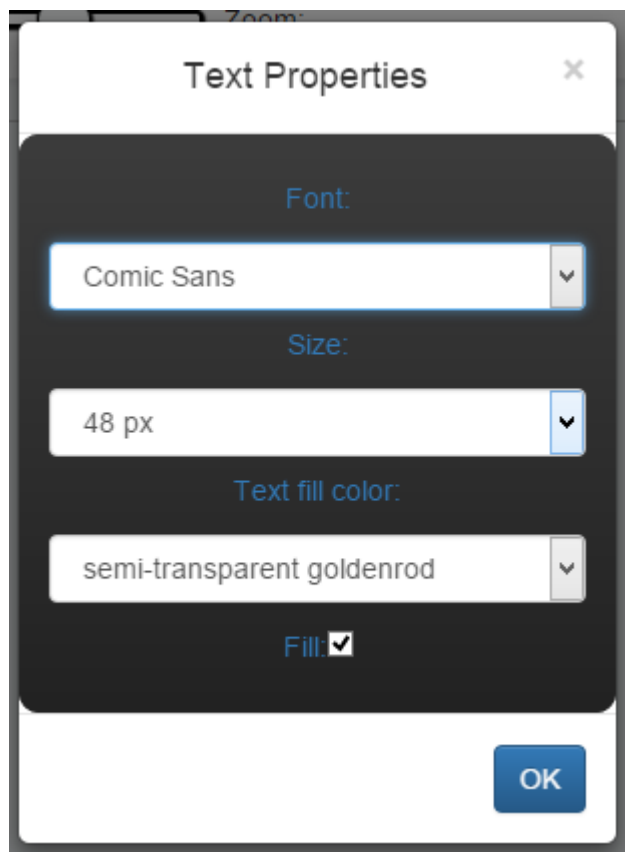 Zoom:
Text Properties ×
Font:
Comic Sans
Size:
48 px
Text fill color:
semi-transparent goldenrod
Fill:
OK